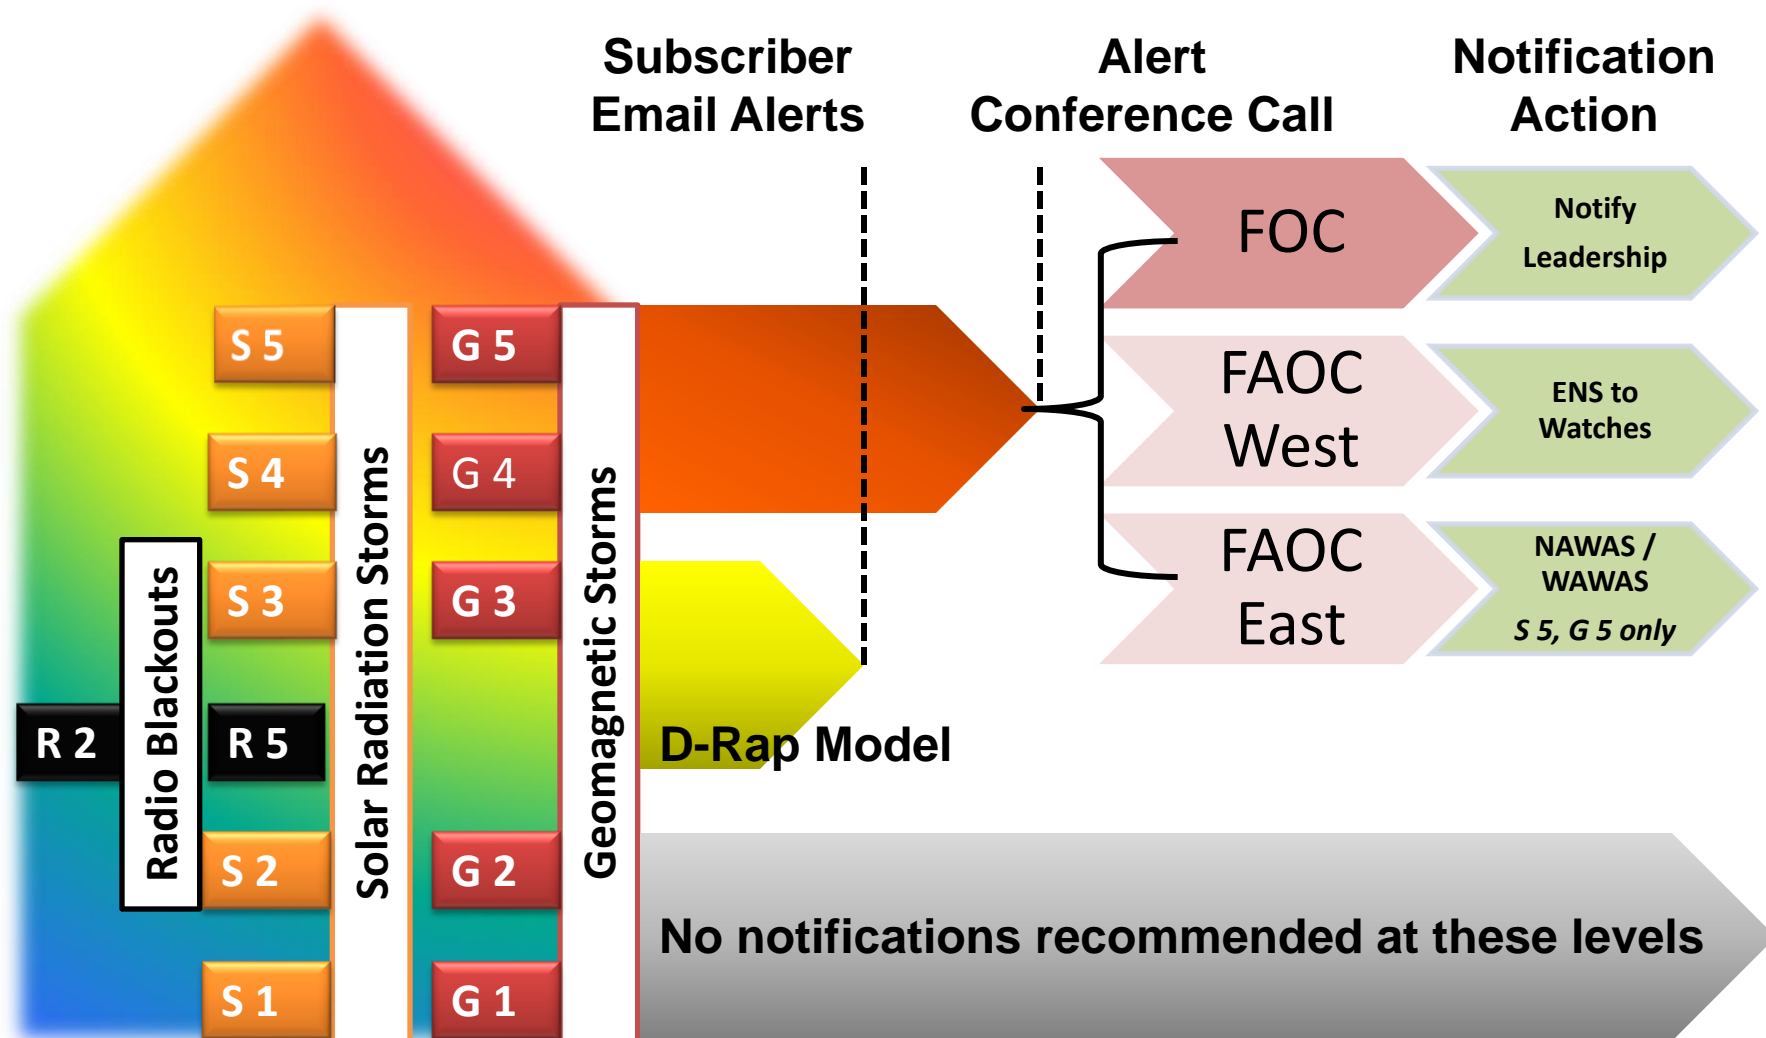 Subscriber
Email Alerts
Alert
Conference Call
Notification
Action
S 5
S 4
S 3
R 2
Radio Blackouts
R 5
S 2
S 1
Solar Radiation Storms
G 5
G 4
G 3
G 2
G 1
Geomagnetic Storms
D-Rap Model
No notifications recommended at these levels
FOC
Notify
Leadership
FAOC
West
ENS to
Watches
FAOC
East
NAWAS /
WAWAS
S 5, G 5 only